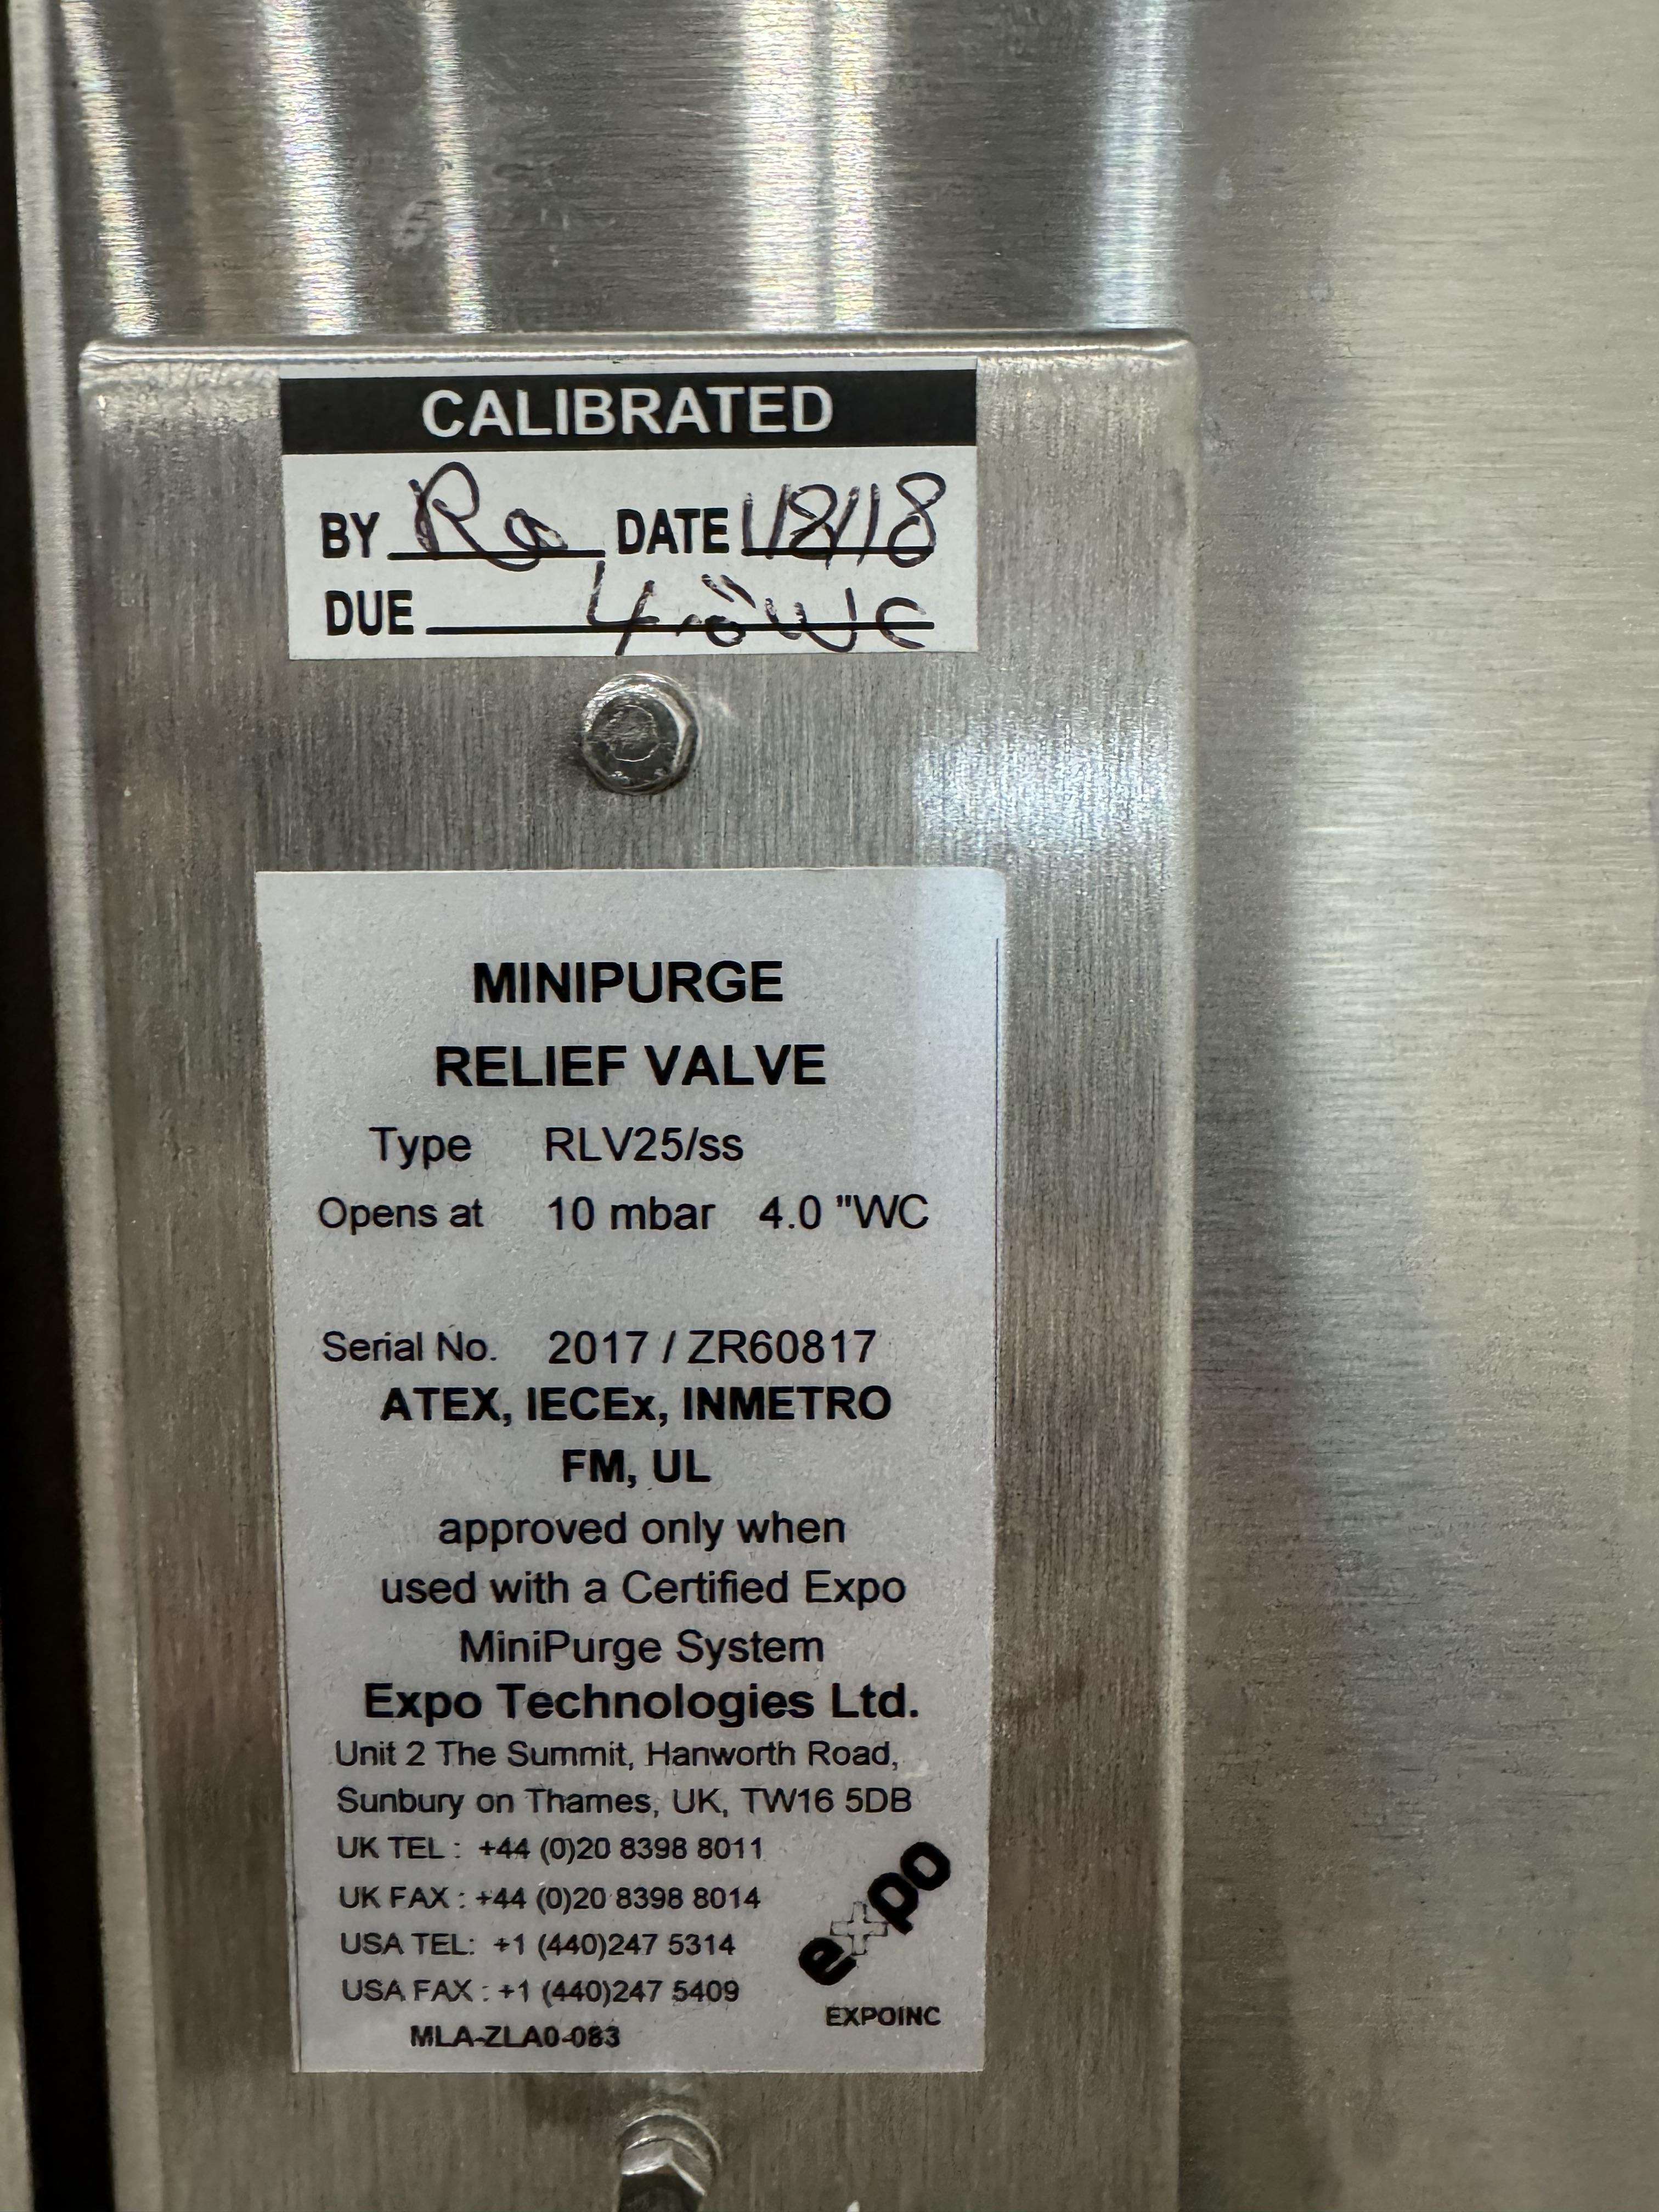 CALIBRATED
BY DATE 1/8/18
DUE 4.0"WC
MINIPURGE
RELIEF VALVE
Type RLV25/ss
Opens at 10 mbar 4.0 "WC
Serial No. 2017 / ZR60817
ATEX, IECEx, INMETRO
FM, UL
approved only when
used with a Certified Expo
MiniPurge System
Expo Technologies Ltd.
Unit 2 The Summit, Hanworth Road,
Sunbury on Thames, UK, TW16 5DB
UK TEL : +44 (0)20 8398 8011
UK FAX : +44 (0)20 8398 8014
USA TEL: +1 (440)247 5314
USA FAX : +1 (440)247 5409
expo
EXPOINC
MLA-ZLA0-083